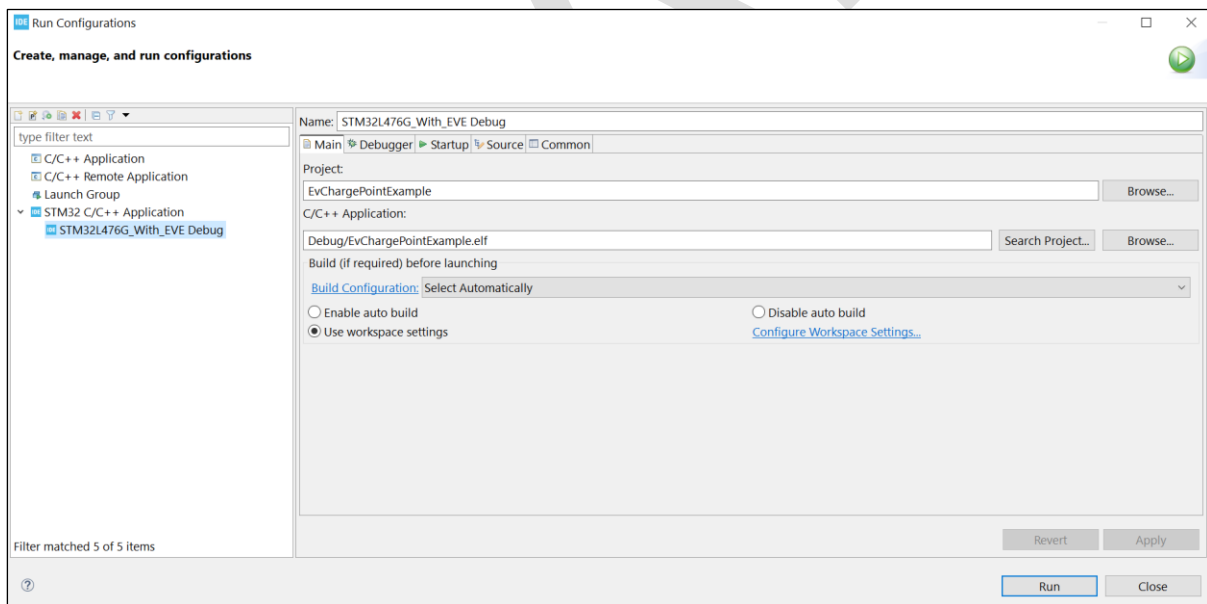 IDE Run Configurations
Create, manage, and run configurations
type filter text
C/C++ Application
C/C++ Remote Application
Launch Group
IDE STM32 C/C++ Application
IDE STM32L476G_With_EVE Debug
Filter matched 5 of 5 items
Name: STM32L476G_With_EVE Debug
Main Debugger Startup Source Common
Project:
EvChargePointExample Browse...
C/C++ Application:
Debug/EvChargePointExample.elf Search Project... Browse...
Build (if required) before launching
Build Configuration: Select Automatically
Enable auto build Disable auto build
Use workspace settings Configure Workspace Settings...
Revert Apply
? Run Close